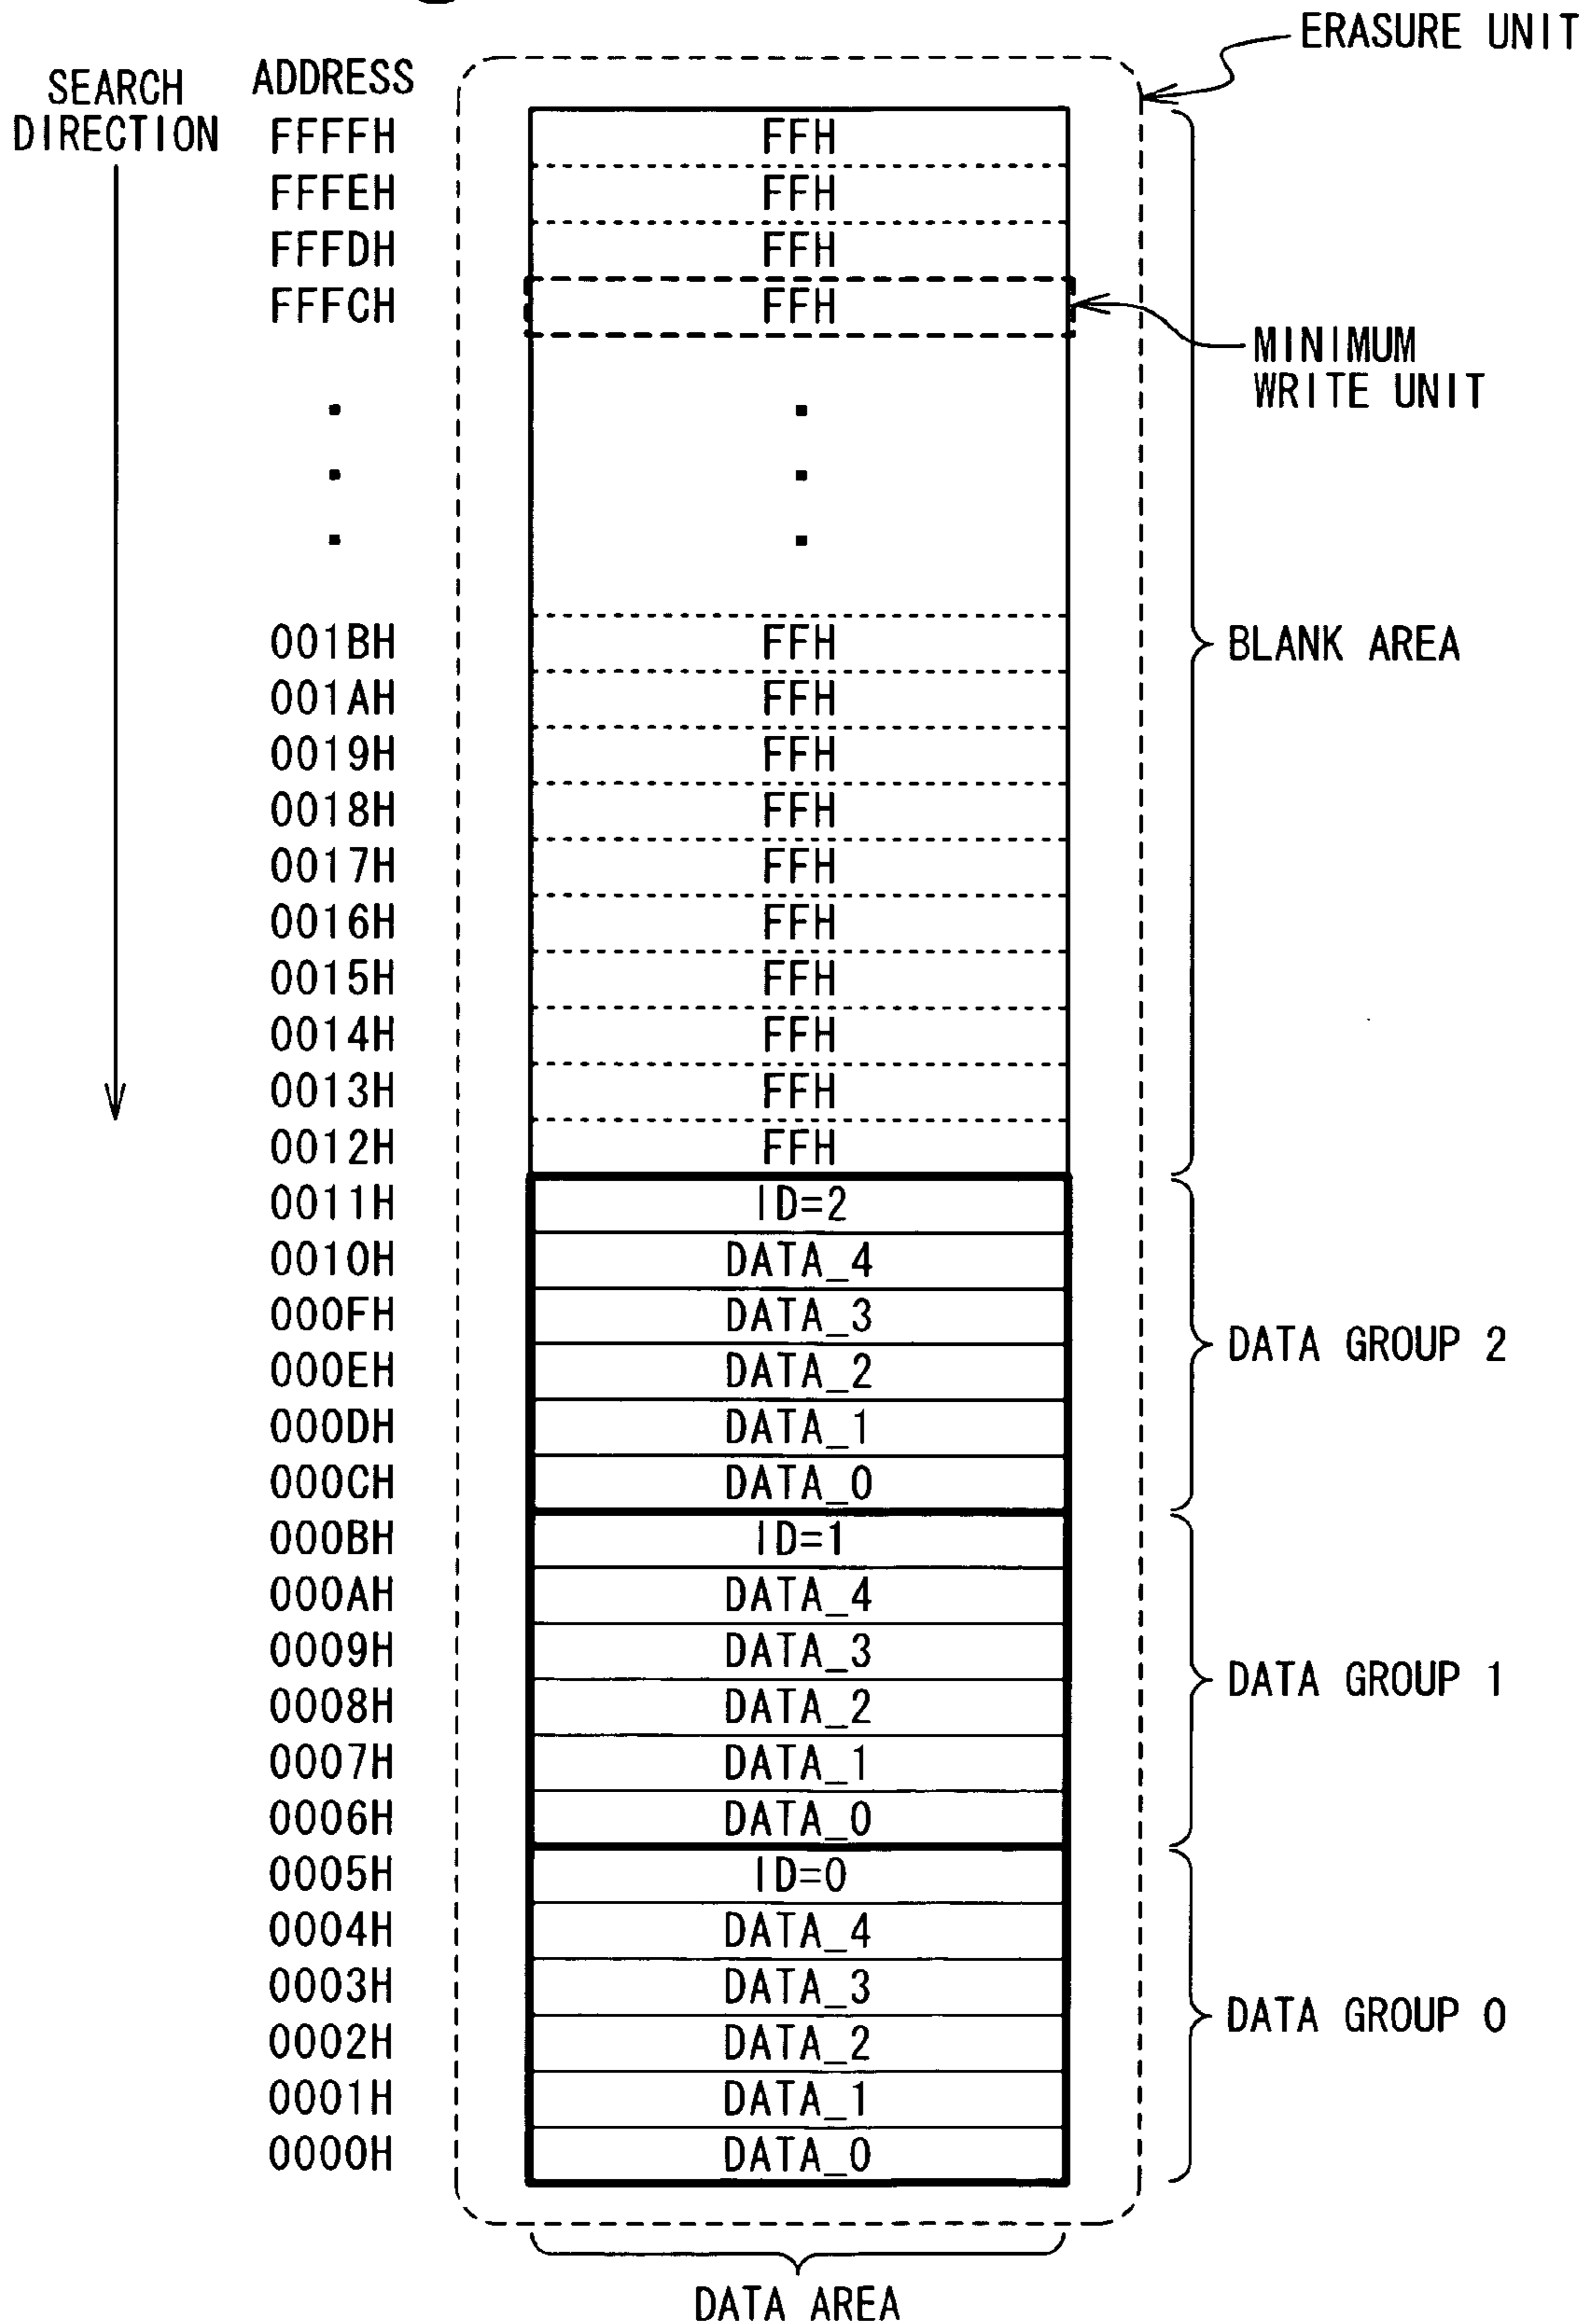 ERASURE UNIT
SEARCH DIRECTION
ADDRESS
FFFFH FFH
FFFEH FFH
FFFDH FFH
FFFCH FFH
MINIMUM
WRITE UNIT
001BH FFH
BLANK AREA
001AH FFH
0019H FFH
0018H FFH
0017H FFH
0016H FFH
0015H FFH
0014H FFH
0013H FFH
0012H FFH
0011H ID=2
0010H DATA_4
000FH DATA_3
DATA GROUP 2
000EH DATA_2
000DH DATA_1
000CH DATA_0
000BH ID=1
000AH DATA_4
0009H DATA_3
DATA GROUP 1
0008H DATA_2
0007H DATA_1
0006H DATA_0
0005H ID=0
0004H DATA_4
0003H DATA_3
DATA GROUP 0
0002H DATA_2
0001H DATA_1
0000H DATA_0
DATA AREA